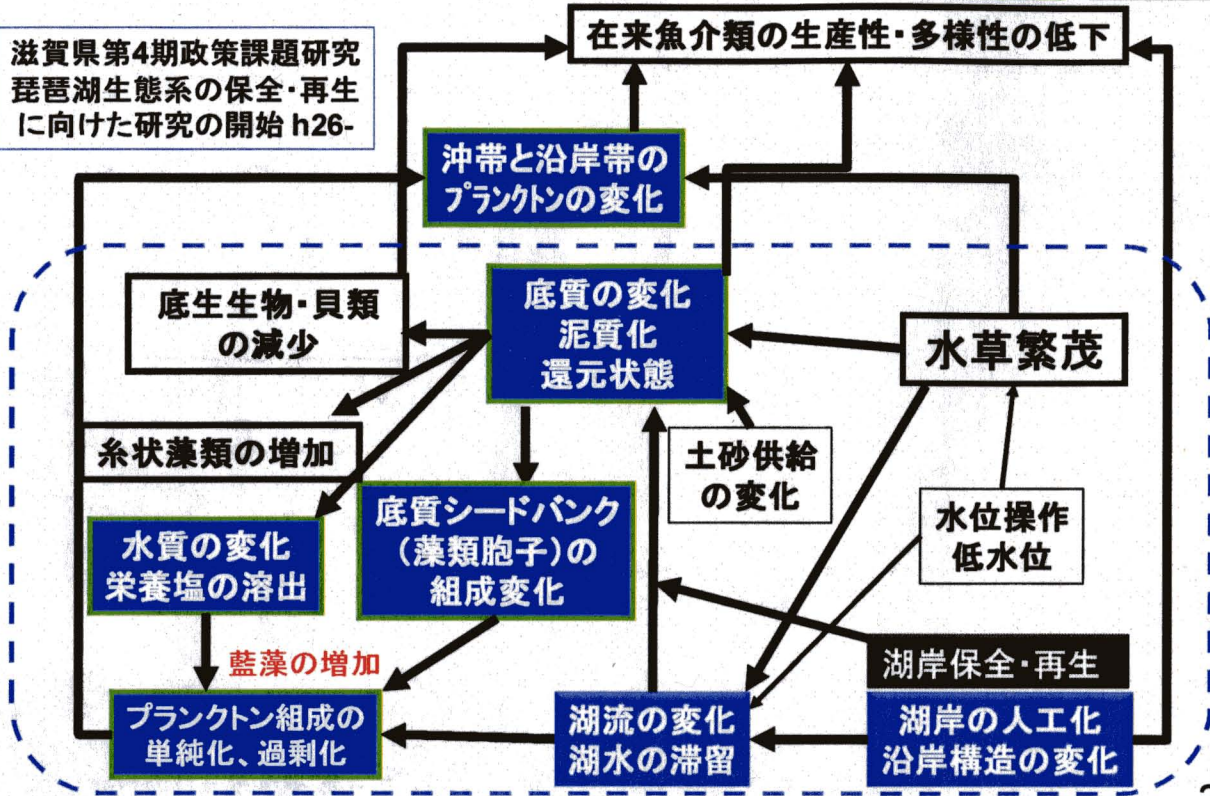 滋賀県第4期政策課題研究
琵琶湖生態系の保全・再生
に向けた研究の開始 h26-
在来魚介類の生産性・多様性の低下
沖帯と沿岸帯の
プランクトンの変化
底生生物・貝類
の減少
底質の変化
泥質化
還元状態
水草繁茂
糸状藻類の増加
土砂供給
の変化
水質の変化
栄養塩の溶出
底質シードバンク
(藻類胞子)の
組成変化
水位操作
低水位
藍藻の増加
湖岸保全・再生
プランクトン組成の
単純化、過剰化
湖流の変化
湖水の滞留
湖岸の人工化
沿岸構造の変化